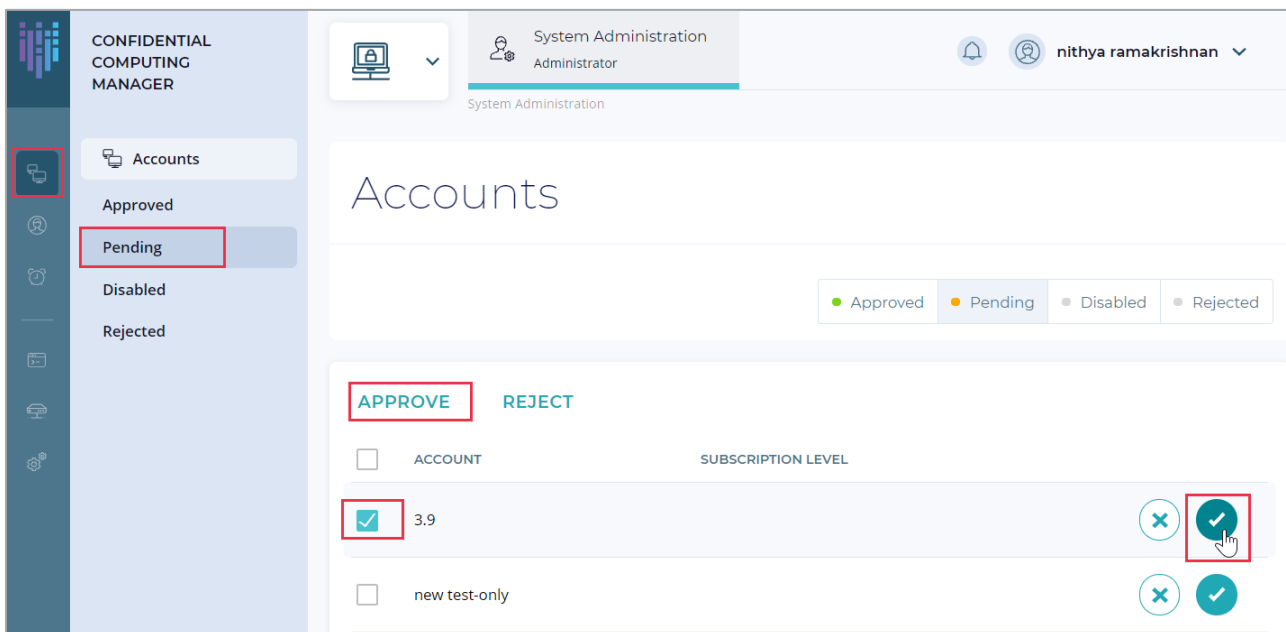 CONFIDENTIAL
COMPUTING
MANAGER
System Administration
Administrator
nithya ramakrishnan
System Administration
Accounts
Approved
Pending
Disabled
Rejected
Accounts
Approved
Pending
Disabled
Rejected
APPROVE
REJECT
ACCOUNT
SUBSCRIPTION LEVEL
3.9
new test-only